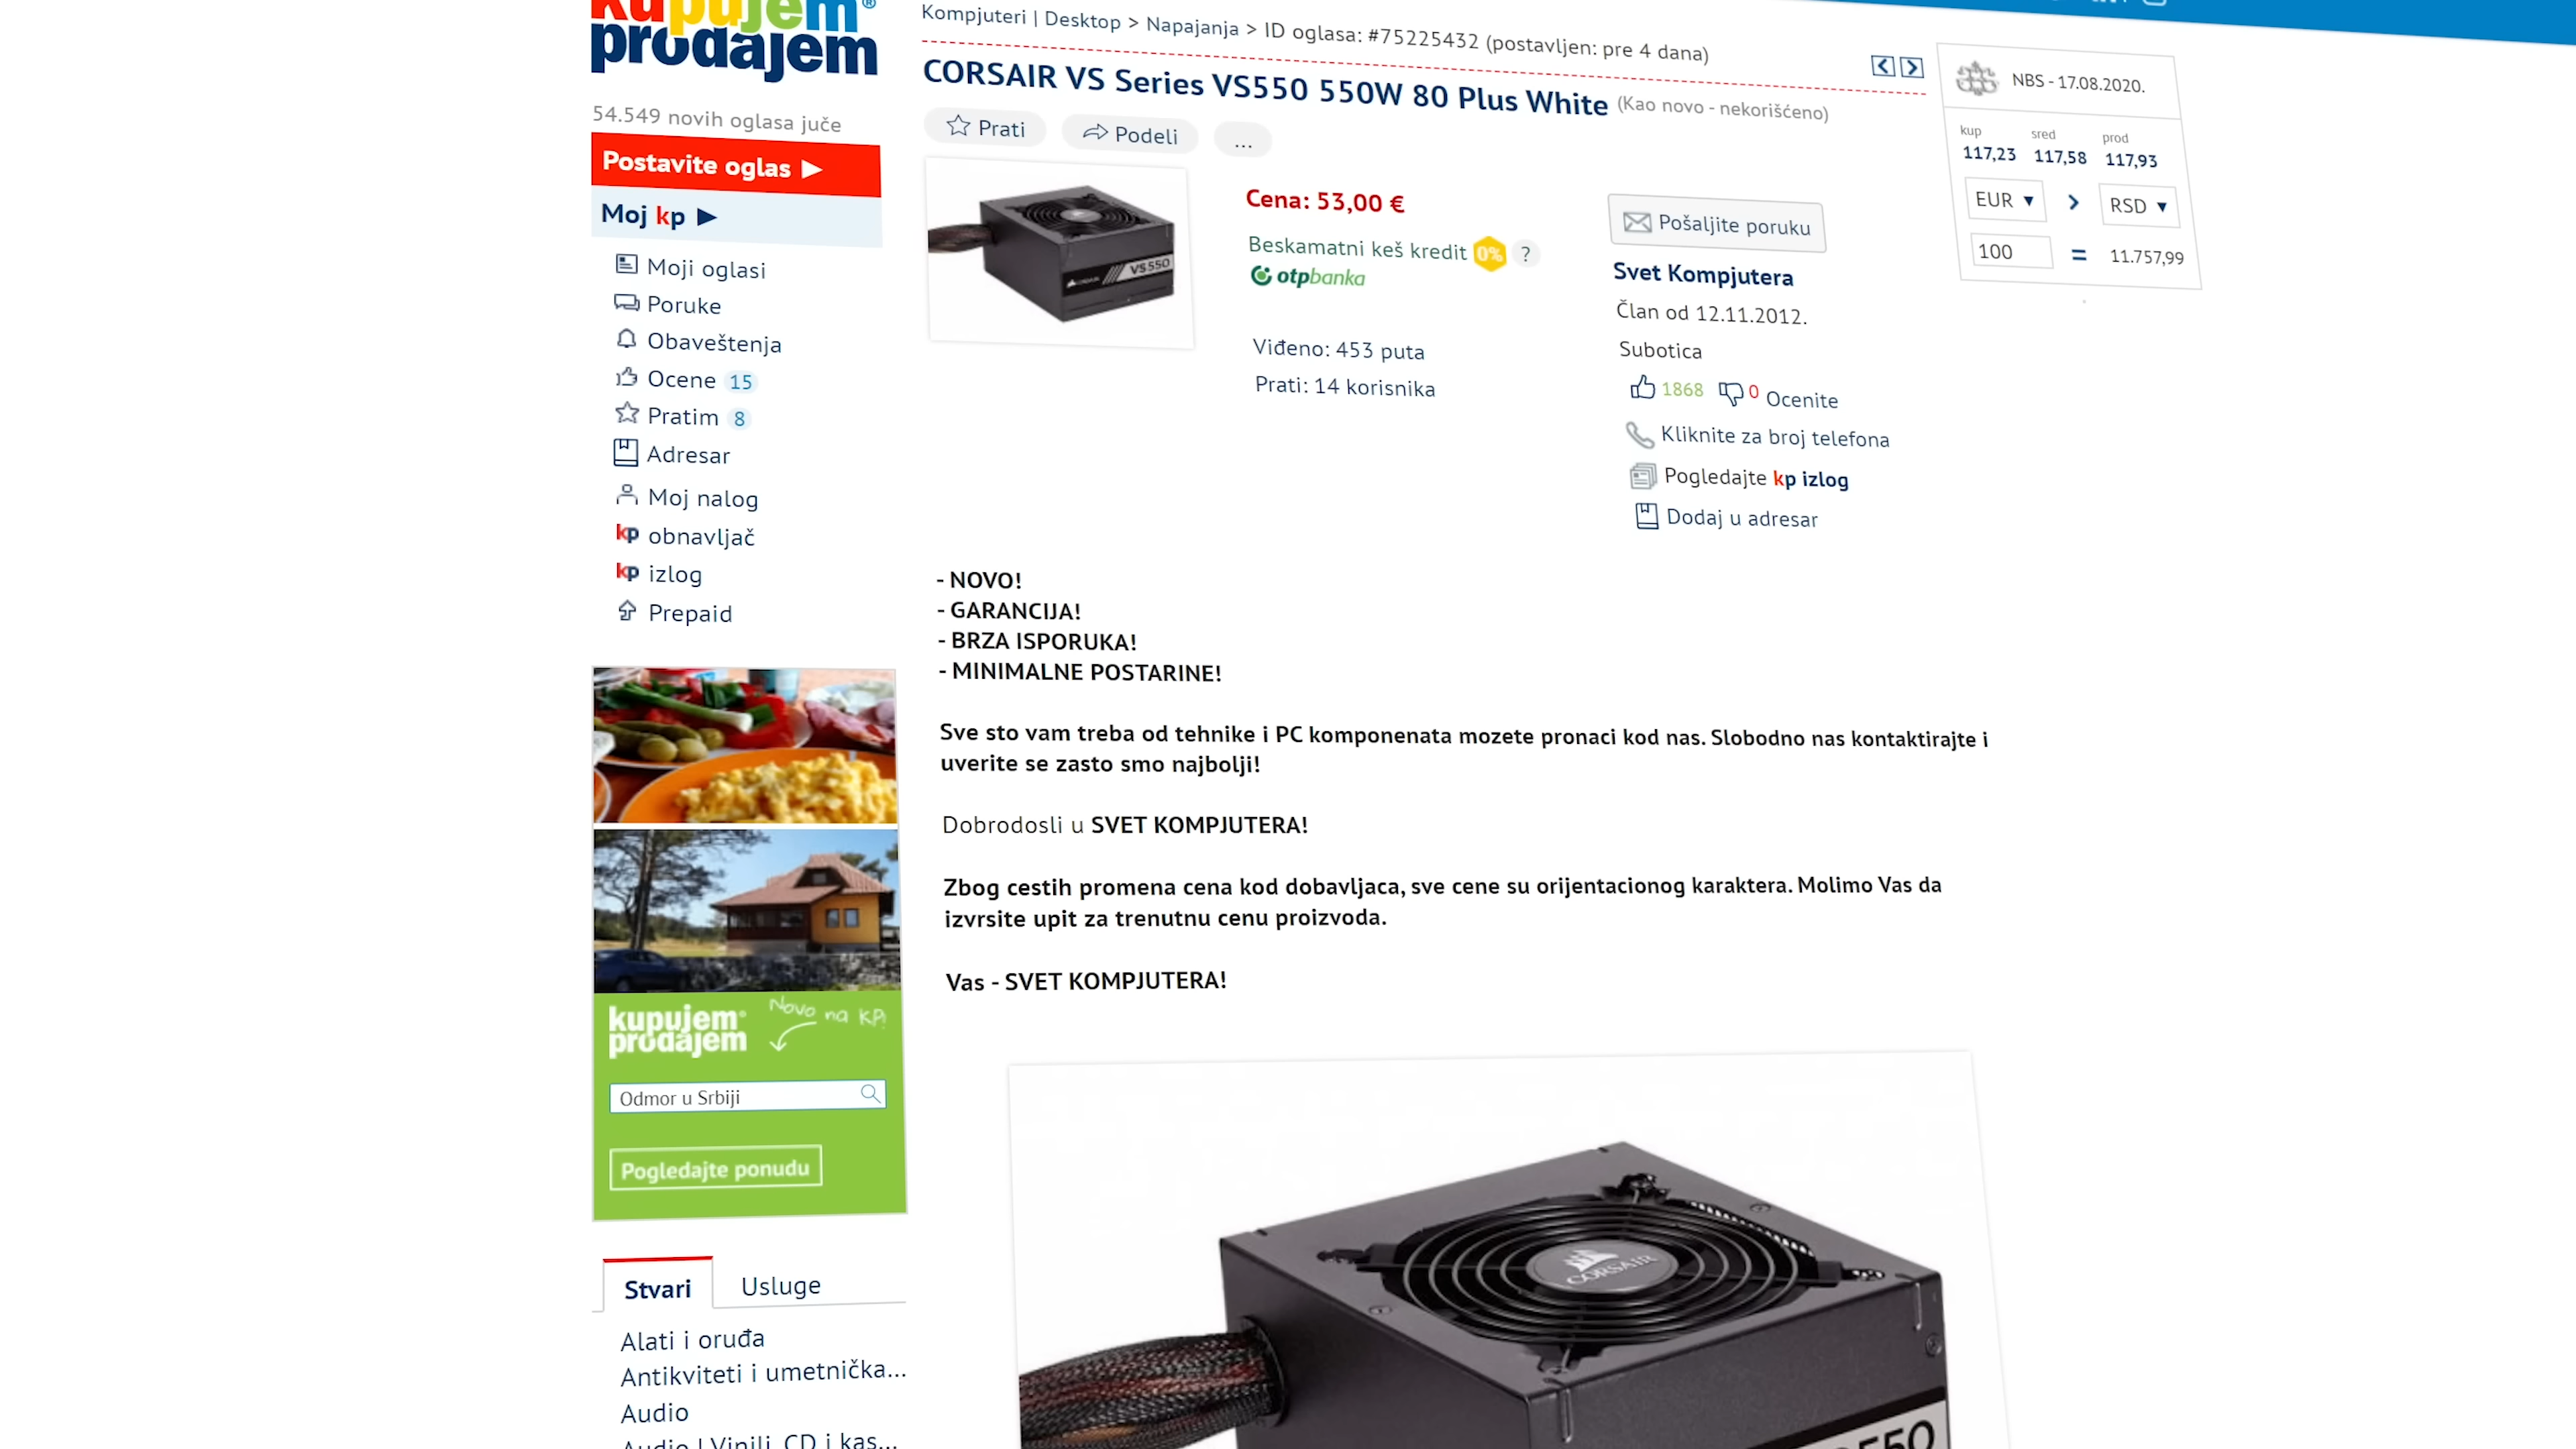 kupujem®
prodajem
54.549 novih oglasa juče
Postavite oglas ►
Moj kp ►
Moji oglasi
Poruke
Obaveštenja
Ocene 15
Pratim 8
Adresar
Moj nalog
kp obnavljač
kp izlog
Prepaid
kupujem®
prodajem
Novo na KP!
Odmor u Srbiji
Pogledajte ponudu
Stvari
Usluge
Alati i oruđa
Antikviteti i umetnička...
Audio
Audio | Vinili, CD i kas...
Kompjuteri | Desktop > Napajanja > ID oglasa: #75225432 (postavljen: pre 4 dana)
CORSAIR VS Series VS550 550W 80 Plus White (Kao novo - nekorišćeno)
Prati
Podeli
...
CORSAIR
VS550
Cena: 53,00 €
Beskamatni keš kredit 0% ?
otpbanka
Viđeno: 453 puta
Prati: 14 korisnika
Pošaljite poruku
Svet Kompjutera
Član od 12.11.2012.
Subotica
1868 0 Ocenite
Kliknite za broj telefona
Pogledajte kp izlog
Dodaj u adresar
NBS - 17.08.2020.
kup sred prod
117,23 117,58 117,93
EUR ▼ > RSD ▼
100 = 11.757,99
- NOVO!
- GARANCIJA!
- BRZA ISPORUKA!
- MINIMALNE POSTARINE!
Sve sto vam treba od tehnike i PC komponenata mozete pronaci kod nas. Slobodno nas kontaktirajte i
uverite se zasto smo najbolji!
Dobrodosli u SVET KOMPJUTERA!
Zbog cestih promena cena kod dobavljaca, sve cene su orijentacionog karaktera. Molimo Vas da
izvrsite upit za trenutnu cenu proizvoda.
Vas - SVET KOMPJUTERA!
CORSAIR